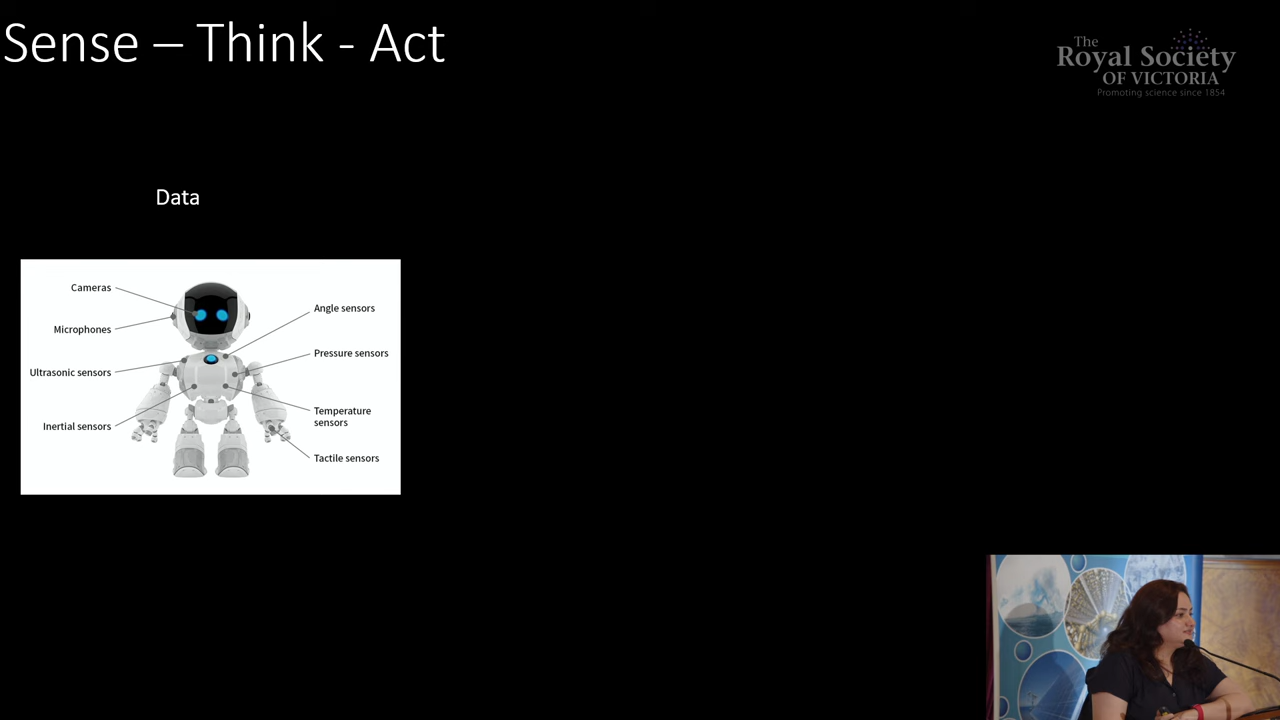 Sense – Think - Act
The
Royal Society
OF VICTORIA
Promoting science since 1854
Data
Cameras
Microphones
Ultrasonic sensors
Inertial sensors
Angle sensors
Pressure sensors
Temperature
sensors
Tactile sensors